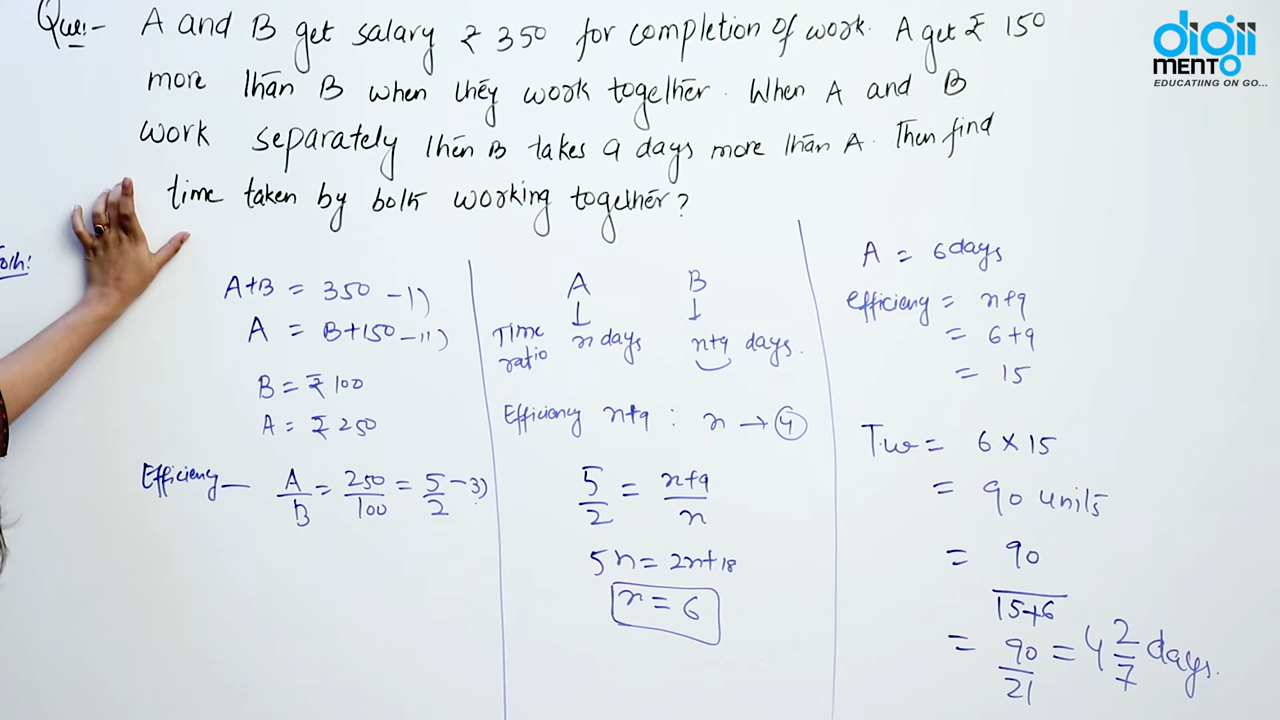 Que:- A and B get salary ₹ 350 for completion of work. A get ₹ 150
more than B when they work together. When A and B
work separately then B takes 9 days more than A. Then find
time taken by both working together?
digii
MENTO
EDUCATIING ON GO...
Soln:
A+B = 350 -1)
A = B+150 -11)
B = ₹ 100
A = ₹ 250
Efficiency - A/B = 250/100 = 5/2 -3)
A B
Time ratio n days n+9 days.
Efficiency n+9 : n → 4
5/2 = n+9/n
5n = 2n+18
n = 6
A = 6 days
Efficiency = n+9
= 6+9
= 15
T.w = 6×15
= 90 units
= 90/15+6
= 90/21 = 4 2/7 days.